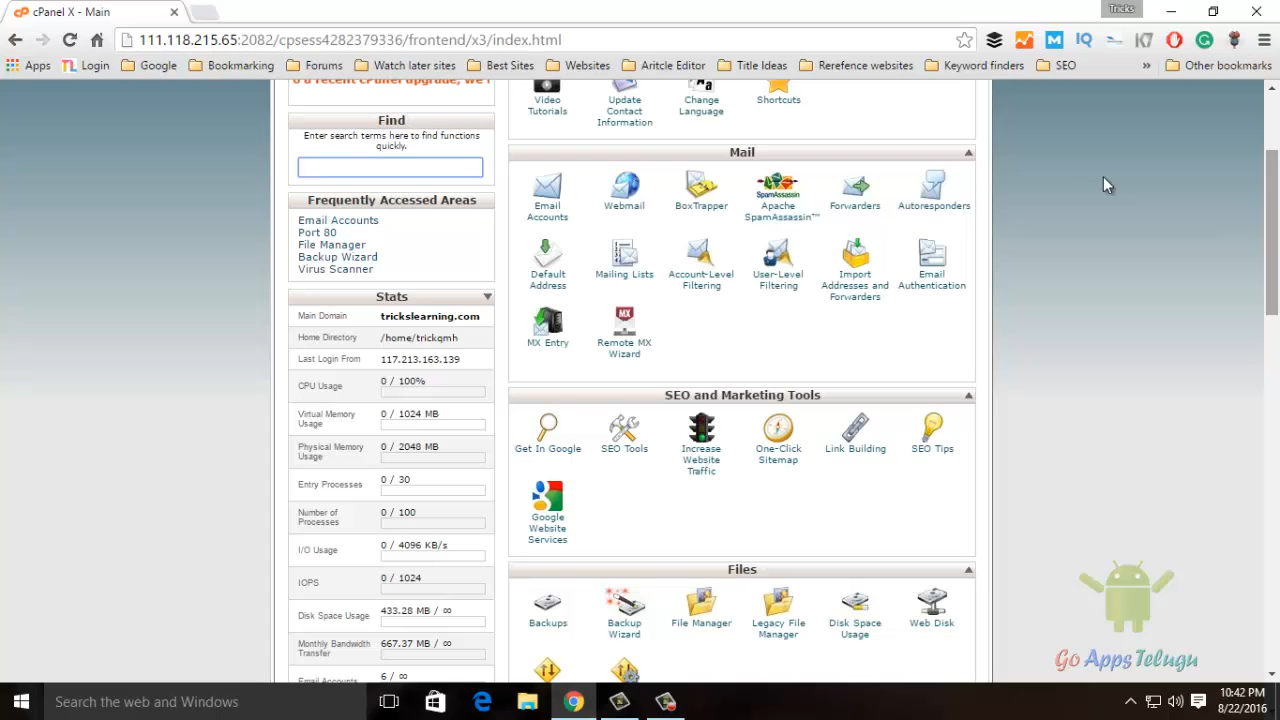 cPanel X - Main
Tricks
111.118.215.65:2082/cpsess4282379336/frontend/x3/index.html
Apps
Login
Google
Bookmarking
Forums
Watch later sites
Best Sites
Websites
Aritcle Editor
Title Ideas
Rerefence websites
Keyword finders
SEO
»
Other bookmarks
a recent cPanel upgrade, we
Find
Enter search terms here to find functions
quickly.
Frequently Accessed Areas
Email Accounts
Port 80
File Manager
Backup Wizard
Virus Scanner
Stats
Main Domain trickslearning.com
Home Directory /home/trickqmh
Last Login From 117.213.163.139
CPU Usage 0 / 100%
Virtual Memory
Usage
0 / 1024 MB
Physical Memory
Usage
0 / 2048 MB
Entry Processes 0 / 30
Number of
Processes
0 / 100
I/O Usage 0 / 4096 KB/s
IOPS 0 / 1024
Disk Space Usage 433.28 MB / ∞
Monthly Bandwidth
Transfer
667.37 MB / ∞
Email Accounts 6 / ∞
Video
Tutorials
Update
Contact
Information
Change
Language
Shortcuts
Mail
Email
Accounts
Webmail
BoxTrapper
SpamAssassin
Apache
SpamAssassin™
Forwarders
Autoresponders
Default
Address
Mailing Lists
Account-Level
Filtering
User-Level
Filtering
Import
Addresses and
Forwarders
Email
Authentication
MX Entry
MX
Remote MX
Wizard
SEO and Marketing Tools
Get In Google
SEO Tools
Increase
Website
Traffic
One-Click
Sitemap
Link Building
SEO Tips
Google
Website
Services
Files
Backups
Backup
Wizard
File Manager
Legacy File
Manager
Disk Space
Usage
Web Disk
Go Apps Telugu
Search the web and Windows
10:42 PM
8/22/2016